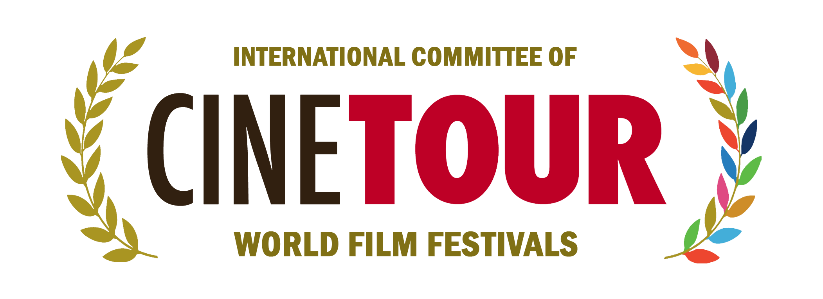 INTERNATIONAL COMMITTEE OF
CINETOUR
WORLD FILM FESTIVALS